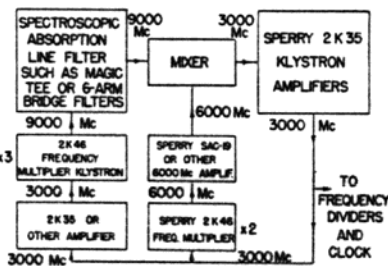 SPECTROSCOPIC
ABSORPTION
LINE FILTER
SUCH AS MAGIC
TEE OR 6-ARM
BRIDGE FILTERS
9000
Mc
MIXER
3000
Mc
SPERRY 2K35
KLYSTRON
AMPLIFIERS
9000 Mc
6000 Mc
3000 Mc
x3
2K46
FREQUENCY
MULTIPLIER KLYSTRON
SPERRY SAC-19
OR OTHER
6000 Mc AMPLIF.
3000 Mc
6000 Mc
TO
FREQUENCY
DIVIDERS
AND
CLOCK
2K35 OR
OTHER AMPLIFIER
SPERRY 2K46
FREQ. MULTIPLIER
x2
3000 Mc
3000 Mc